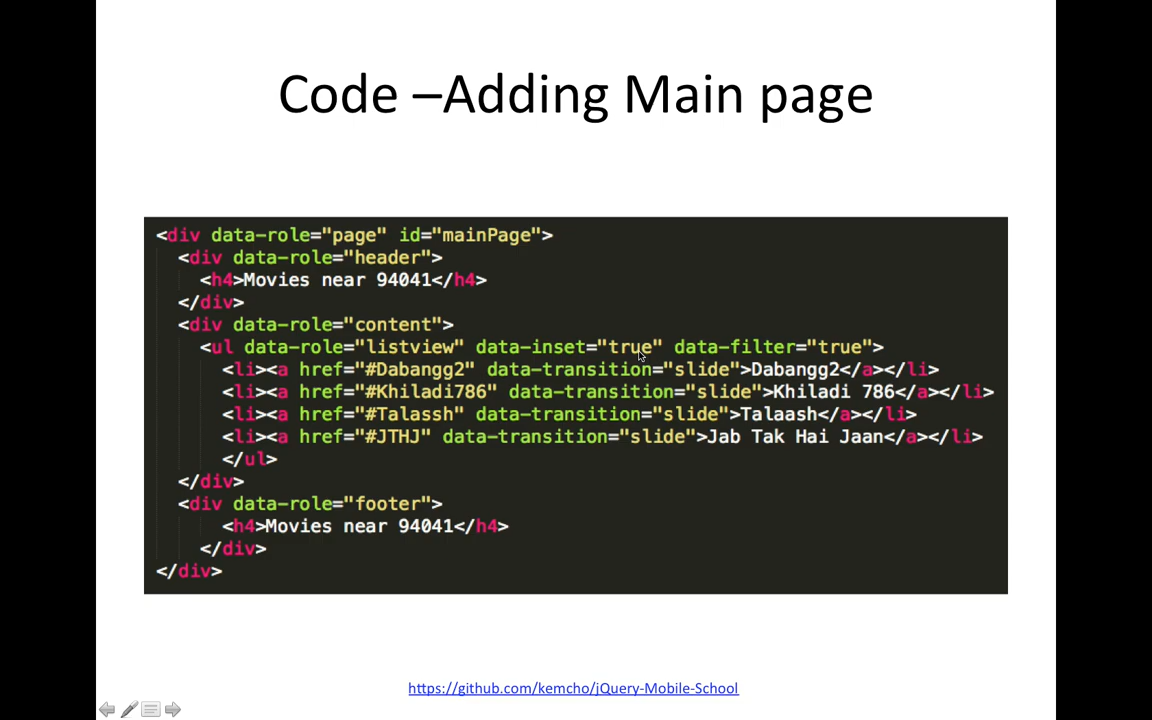 Code –Adding Main page
<div data-role="page" id="mainPage">
<div data-role="header">
<h4>Movies near 94041</h4>
</div>
<div data-role="content">
<ul data-role="listview" data-inset="true" data-filter="true">
<li><a href="#Dabangg2" data-transition="slide">Dabangg2</a></li>
<li><a href="#Khiladi786" data-transition="slide">Khiladi 786</a></li>
<li><a href="#Talassh" data-transition="slide">Talaash</a></li>
<li><a href="#JTHJ" data-transition="slide">Jab Tak Hai Jaan</a></li>
</ul>
</div>
<div data-role="footer">
<h4>Movies near 94041</h4>
</div>
</div>
https://github.com/kemcho/jQuery-Mobile-School